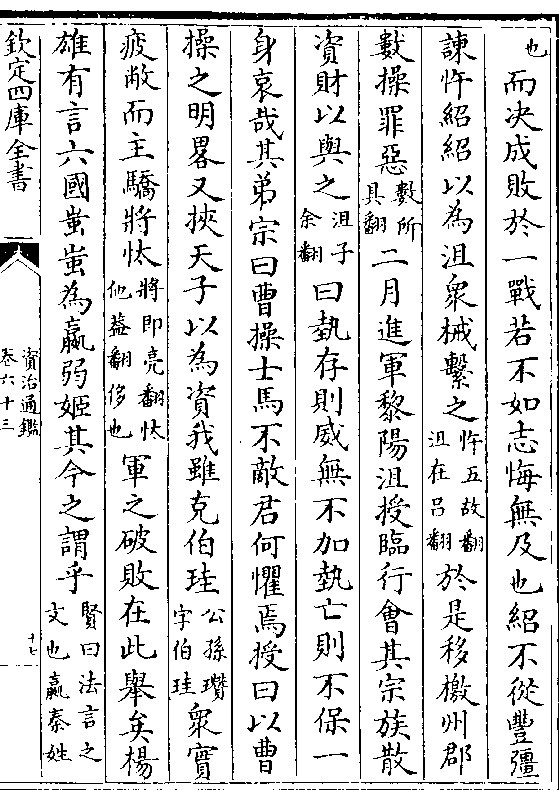 也而决成敗於一戰若不如志悔無及也紹不從豐彊
諫忤紹紹以為沮衆械繫之忤五故翻沮在呂翻於是移檄州郡
數操罪惡數所具翻二月進軍黎陽沮授臨行會其宗族散
資財以與之沮子余翻曰埶存則威無不加埶亡則不保一
身哀哉其弟宗曰曹操士馬不敵君何懼焉授曰以曹
操之明畧又挾天子以為資我雖克伯珪公孫瓚字伯珪衆實
疲敝而主驕將忲將即亮翻忲他葢翻侈也軍之破敗在此舉矣楊
雄有言六國蚩蚩為嬴弱姬其今之謂乎賢曰法言之文也嬴秦姓
欽定四庫全書
資治通鑑
卷六十三
十七